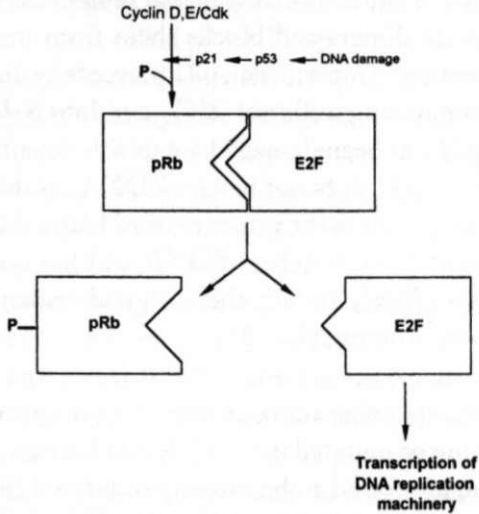 Cyclin D,E/Cdk
p21 p53 DNA damage
P
pRb E2F
P pRb E2F
Transcription of
DNA replication
machinery